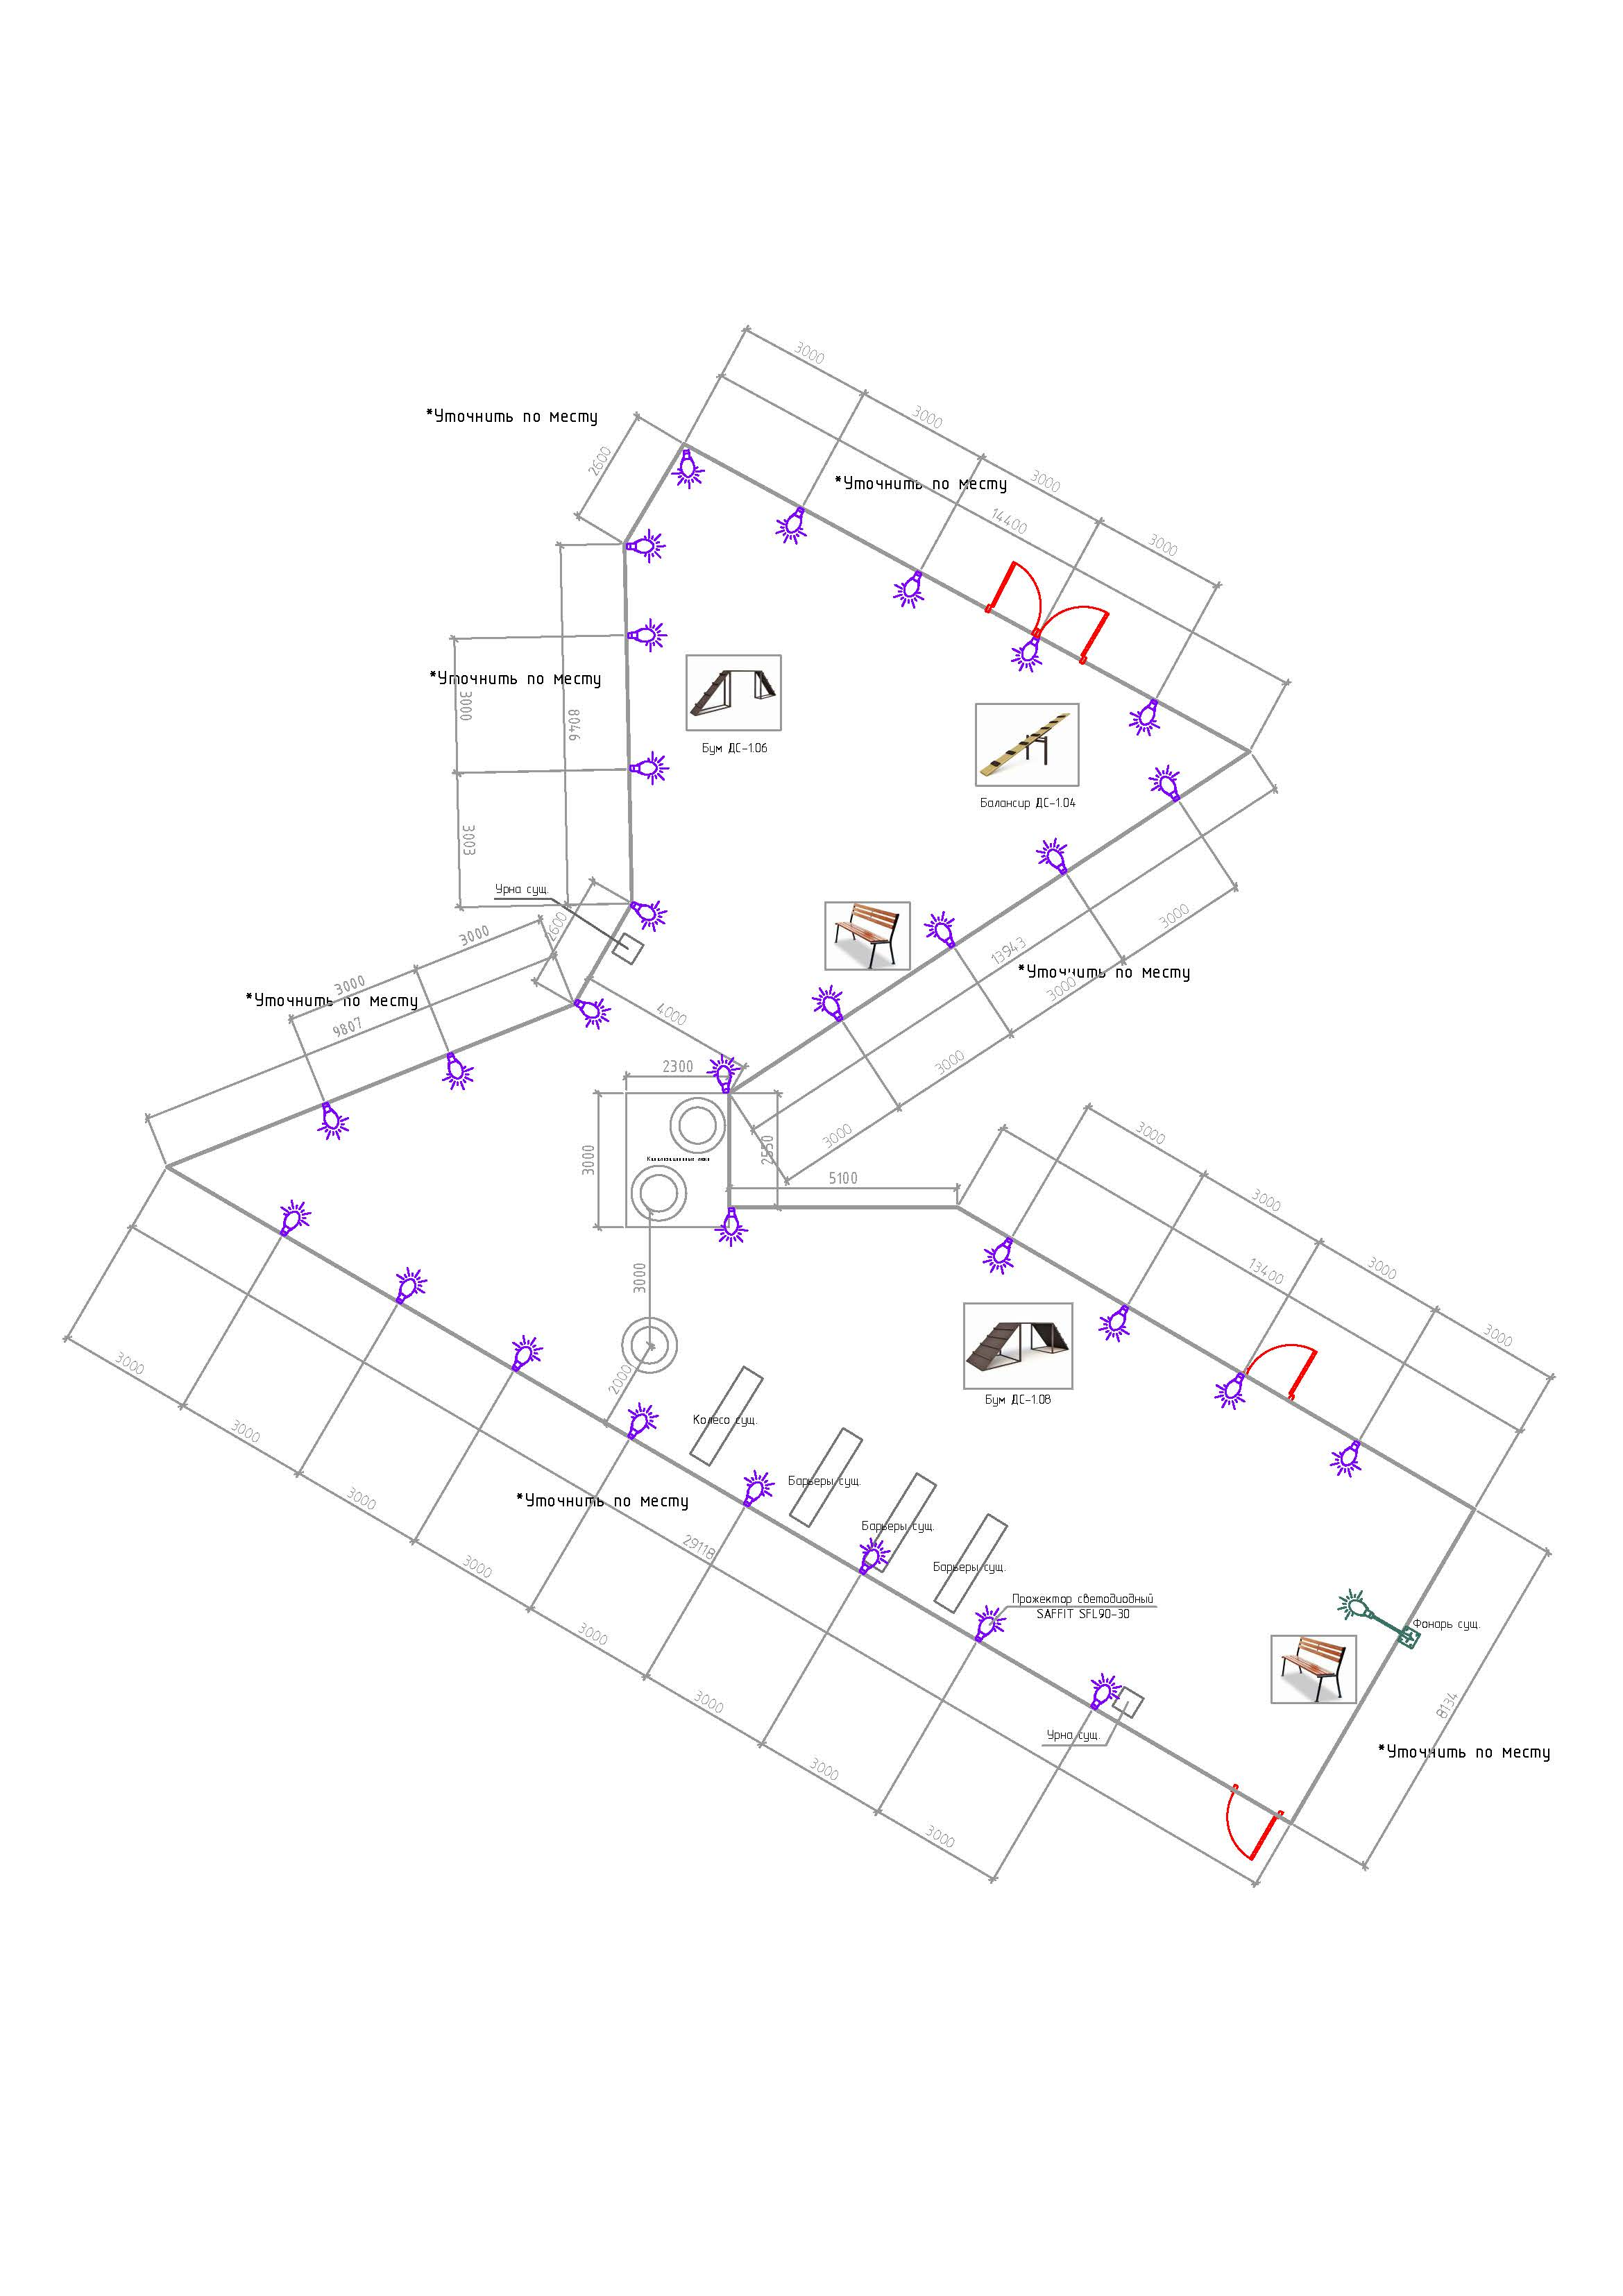 3000
*Уточнить по месту
3000
2600
*Уточнить по месту
3000
14400
3000
*Уточнить по месту
3000
8046
Бум ДС-1.06
Балансир ДС-1.04
3003
Урна сущ.
2600
3000
3000
*Уточнить по месту
9807
13943
3000
*Уточнить по месту
3000
4000
3000
2300
3000
2550
3000
5100
3000
3000
3000
13400
3000
3000
3000
2000
Бум ДС-1.08
Колесо сущ.
3000
Барьеры сущ.
3000
*Уточнить по месту
Барьеры сущ.
29118
3000
Барьеры сущ.
Прожектор светодиодный
SAFFIT SFL90-30
Фонарь сущ.
3000
3000
8134
Урна сущ.
*Уточнить по месту
3000
3000